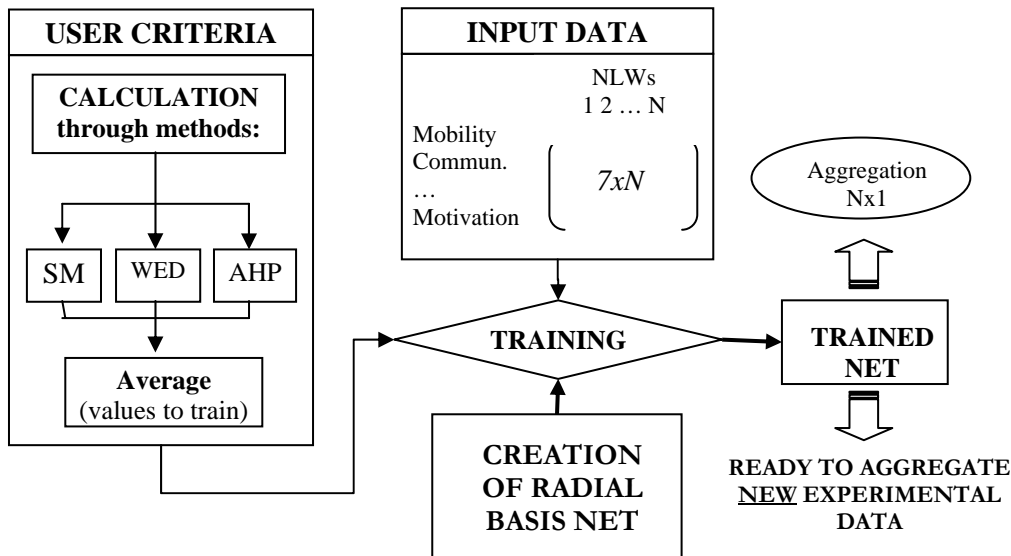 USER CRITERIA
CALCULATION
through methods:
SM
WED
AHP
Average
(values to train)
INPUT DATA
NLWs
1 2 … N
Mobility
Commun.
…
Motivation
7xN
TRAINING
CREATION
OF RADIAL
BASIS NET
Aggregation
Nx1
TRAINED
NET
READY TO AGGREGATE
NEW EXPERIMENTAL
DATA